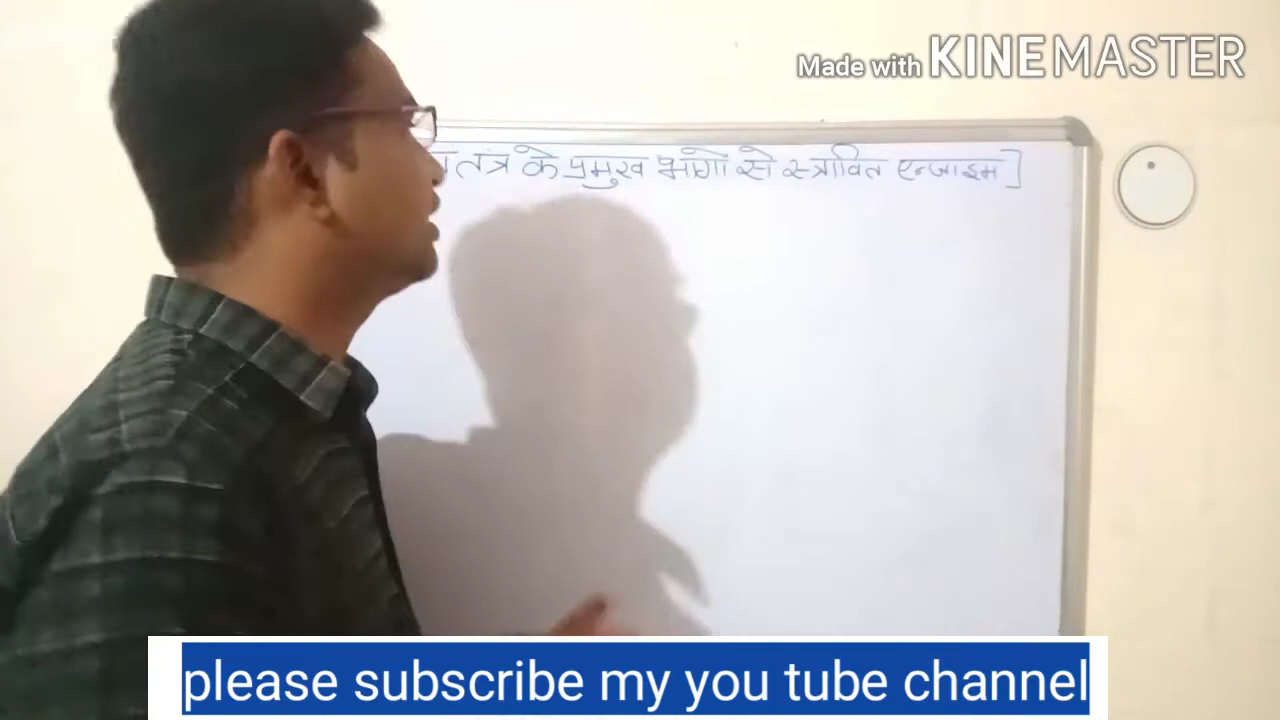 Made with KINEMASTER
तंत्र के प्रमुख भागो से स्त्रावित एन्जाइम ]
please subscribe my you tube channel